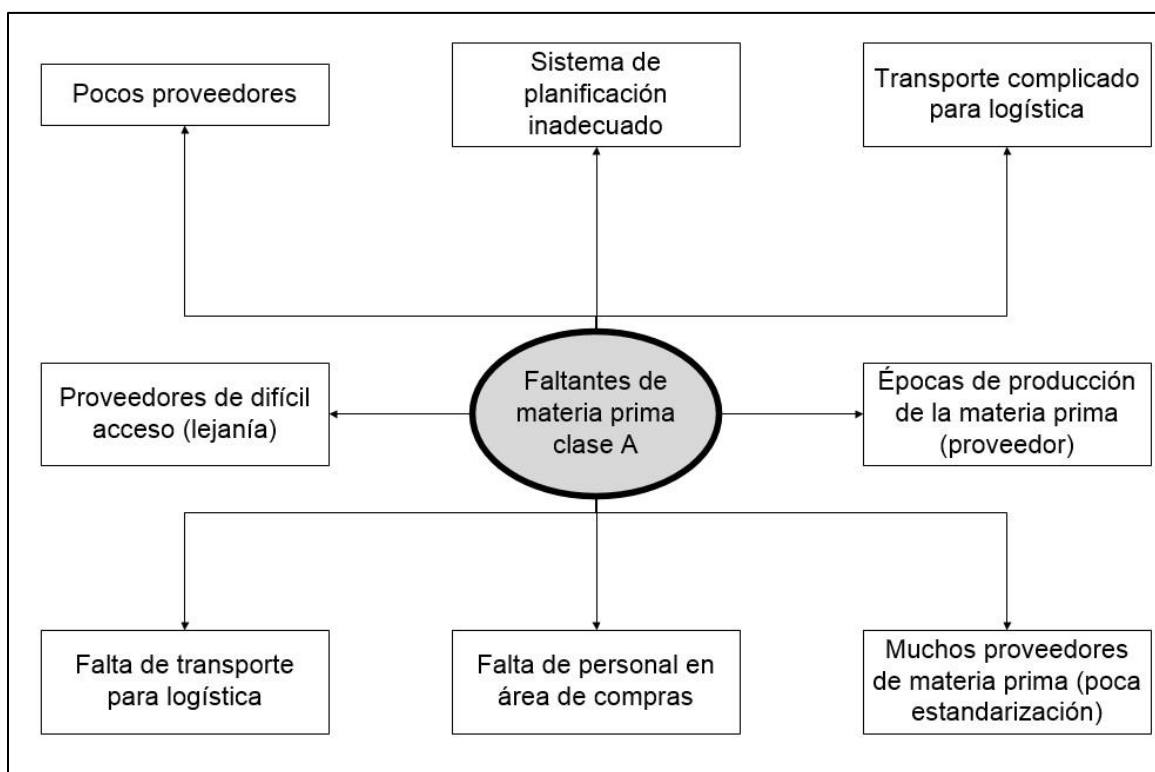 Pocos proveedores
Sistema de
planificación
inadecuado
Transporte complicado
para logística
Proveedores de difícil
acceso (lejanía)
Faltantes de
materia prima
clase A
Épocas de producción
de la materia prima
(proveedor)
Falta de transporte
para logística
Falta de personal en
área de compras
Muchos proveedores
de materia prima (poca
estandarización)